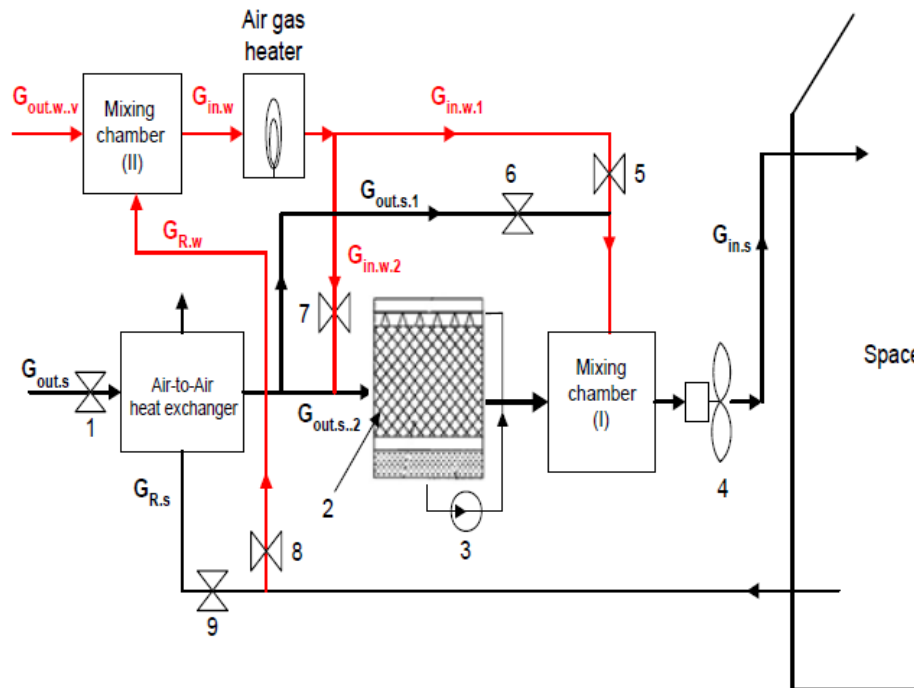 Air gas
heater
G_out.w..v
Mixing
chamber
(II)
G_in.w
G_in.w.1
5
6
G_out.s.1
G_R.w
G_in.w.2
G_in.s
7
Space
G_out.s
1
Air-to-Air
heat exchanger
G_out.s..2
Mixing
chamber
(I)
4
G_R.s
2
3
8
9